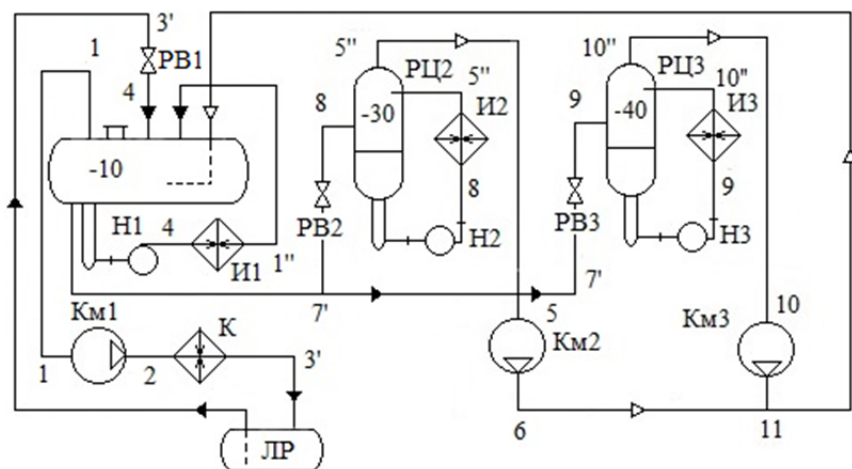 3' 5" 10"
1 РВ1 РЦ2 5" РЦ3 10"
4 8 -30 И2 9 -40 И3
-10 8 9
Н1 4 РВ2 Н2 РВ3 Н3
И1 1"
7' 7'
Км1 К 5 Км2 Км3 10
1 2 3'
6 11
ЛР